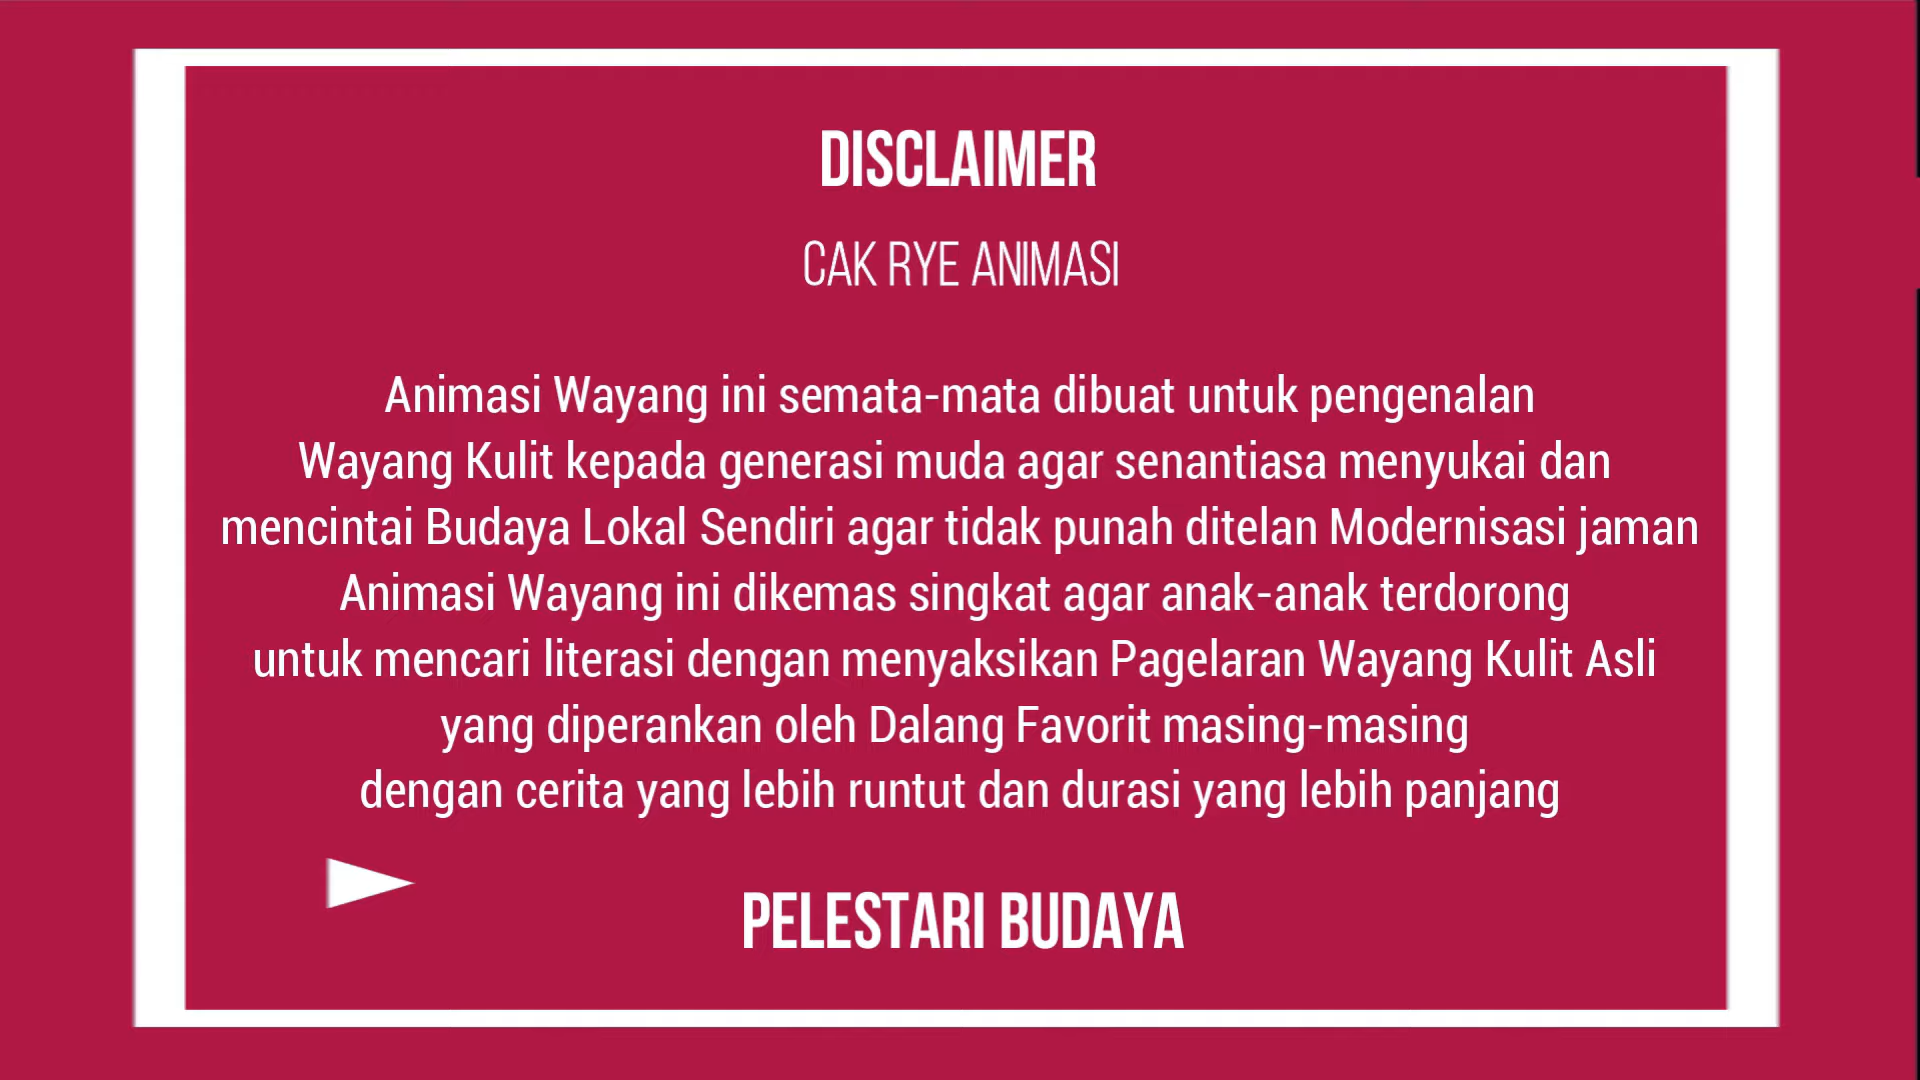 DISCLAIMER
CAK RYE ANIMASI
Animasi Wayang ini semata-mata dibuat untuk pengenalan
Wayang Kulit kepada generasi muda agar senantiasa menyukai dan
mencintai Budaya Lokal Sendiri agar tidak punah ditelan Modernisasi jaman
Animasi Wayang ini dikemas singkat agar anak-anak terdorong
untuk mencari literasi dengan menyaksikan Pagelaran Wayang Kulit Asli
yang diperankan oleh Dalang Favorit masing-masing
dengan cerita yang lebih runtut dan durasi yang lebih panjang
PELESTARI BUDAYA